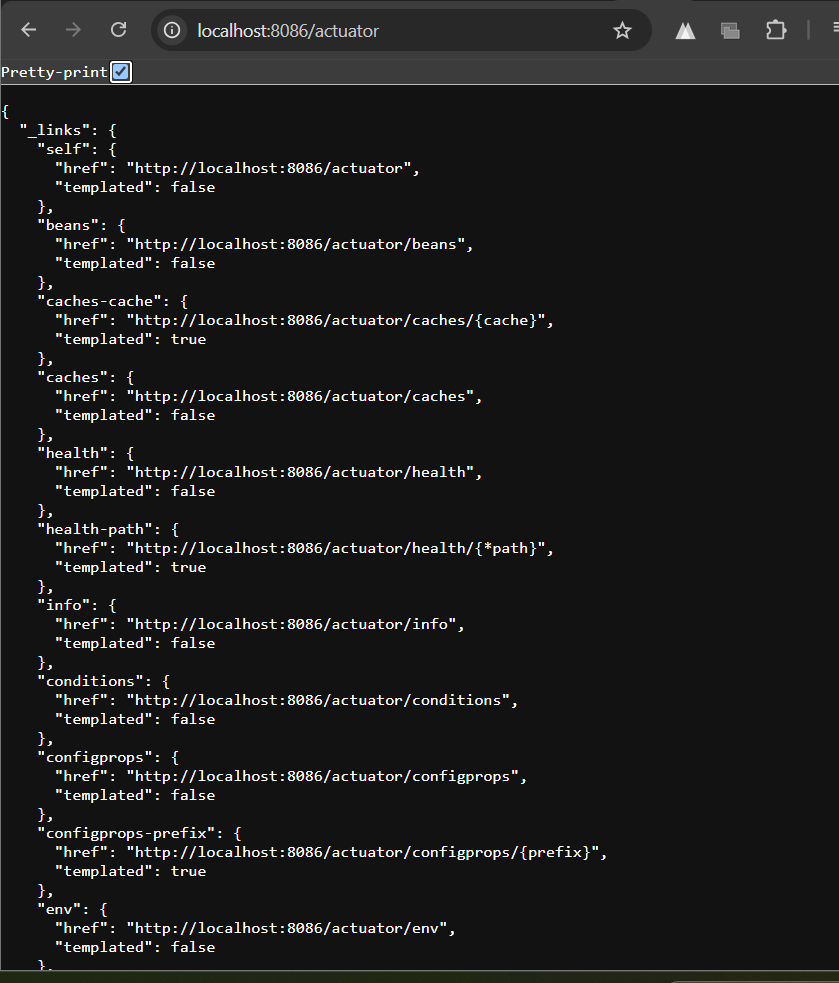 localhost:8086/actuator
Pretty-print
{
  "_links": {
    "self": {
      "href": "http://localhost:8086/actuator",
      "templated": false
    },
    "beans": {
      "href": "http://localhost:8086/actuator/beans",
      "templated": false
    },
    "caches-cache": {
      "href": "http://localhost:8086/actuator/caches/{cache}",
      "templated": true
    },
    "caches": {
      "href": "http://localhost:8086/actuator/caches",
      "templated": false
    },
    "health": {
      "href": "http://localhost:8086/actuator/health",
      "templated": false
    },
    "health-path": {
      "href": "http://localhost:8086/actuator/health/{*path}",
      "templated": true
    },
    "info": {
      "href": "http://localhost:8086/actuator/info",
      "templated": false
    },
    "conditions": {
      "href": "http://localhost:8086/actuator/conditions",
      "templated": false
    },
    "configprops": {
      "href": "http://localhost:8086/actuator/configprops",
      "templated": false
    },
    "configprops-prefix": {
      "href": "http://localhost:8086/actuator/configprops/{prefix}",
      "templated": true
    },
    "env": {
      "href": "http://localhost:8086/actuator/env",
      "templated": false
    },